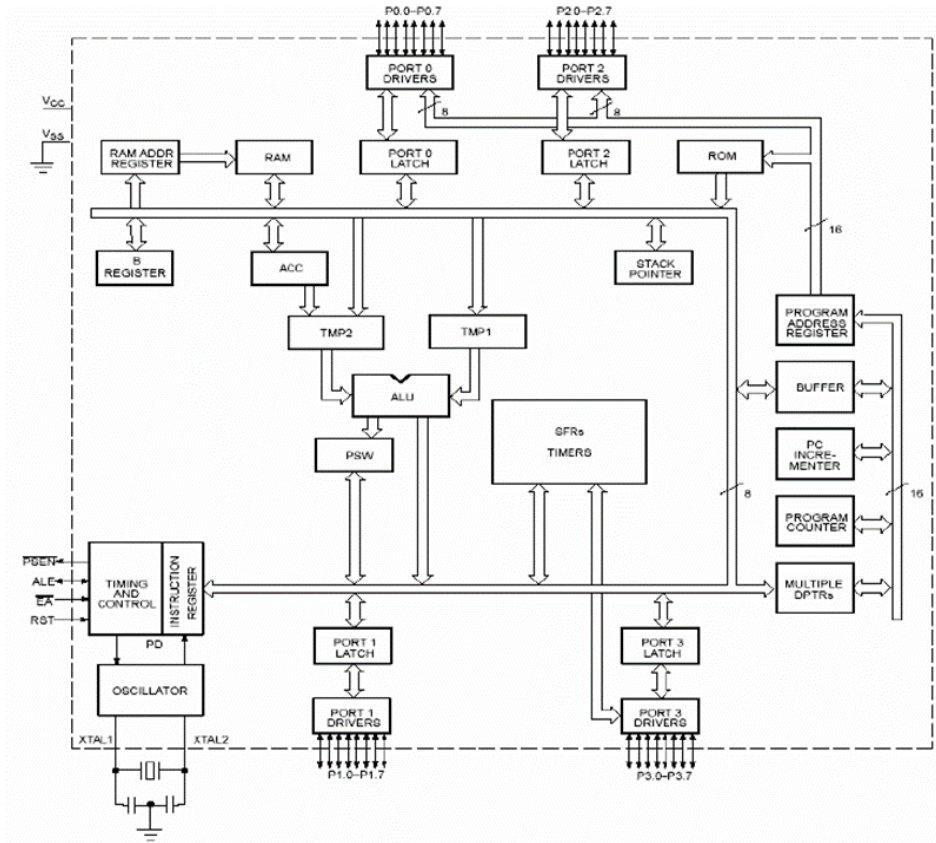 P0.0–P0.7
P2.0–P2.7
PORT 0
DRIVERS
PORT 2
DRIVERS
VCC
8
8
VSS
RAM ADDR
REGISTER
RAM
PORT 0
LATCH
PORT 2
LATCH
ROM
16
B
REGISTER
ACC
STACK
POINTER
TMP2
TMP1
PROGRAM
ADDRESS
REGISTER
ALU
BUFFER
SFRs
TIMERS
PSW
PC
INCRE-
MENTER
8
16
PROGRAM
COUNTER
PSEN
ALE
EA
RST
TIMING
AND
CONTROL
INSTRUCTION
REGISTER
MULTIPLE
DPTRs
PD
PORT 1
LATCH
PORT 3
LATCH
OSCILLATOR
PORT 1
DRIVERS
PORT 3
DRIVERS
XTAL1
XTAL2
P1.0–P1.7
P3.0–P3.7